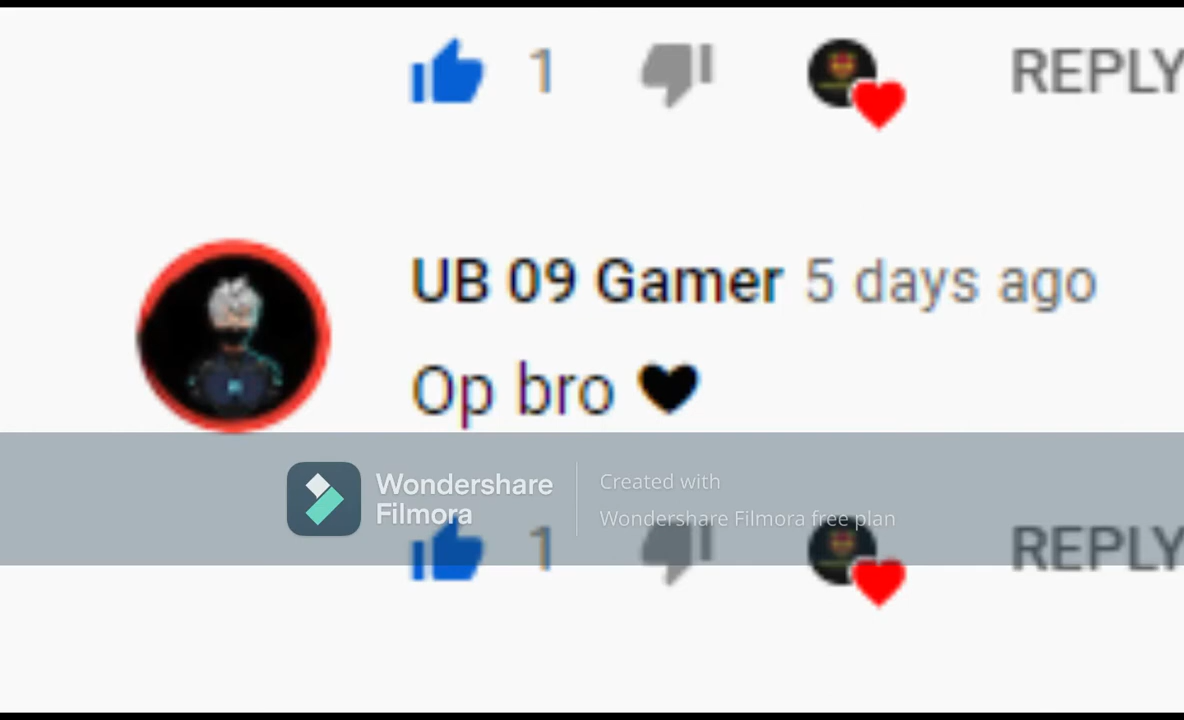 1 REPLY
UB 09 Gamer 5 days ago
Op bro 🖤
Wondershare
Filmora
Created with
Wondershare Filmora free plan
1 REPLY